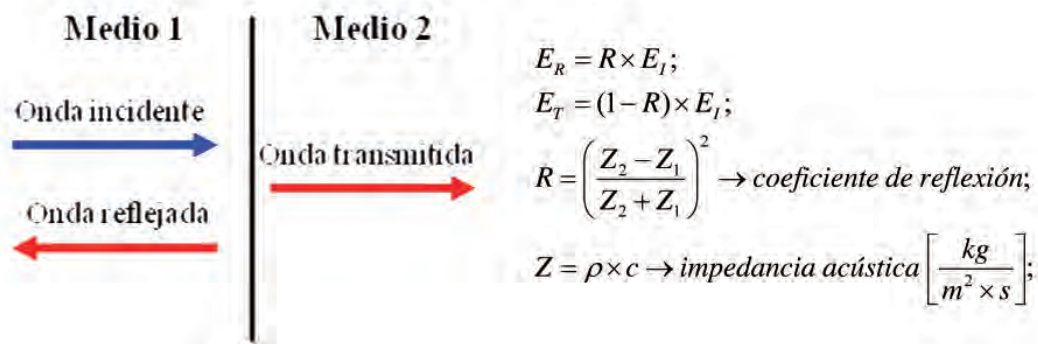 Medio 1
Medio 2
Onda incidente
Onda transmitida
Onda reflejada
E_R = R × E_I;
E_T = (1 − R) × E_I;
R = ((Z_2 − Z_1) / (Z_2 + Z_1))^2 → coeficiente de reflexión;
Z = ρ × c → impedancia acústica [kg / (m^2 × s)];